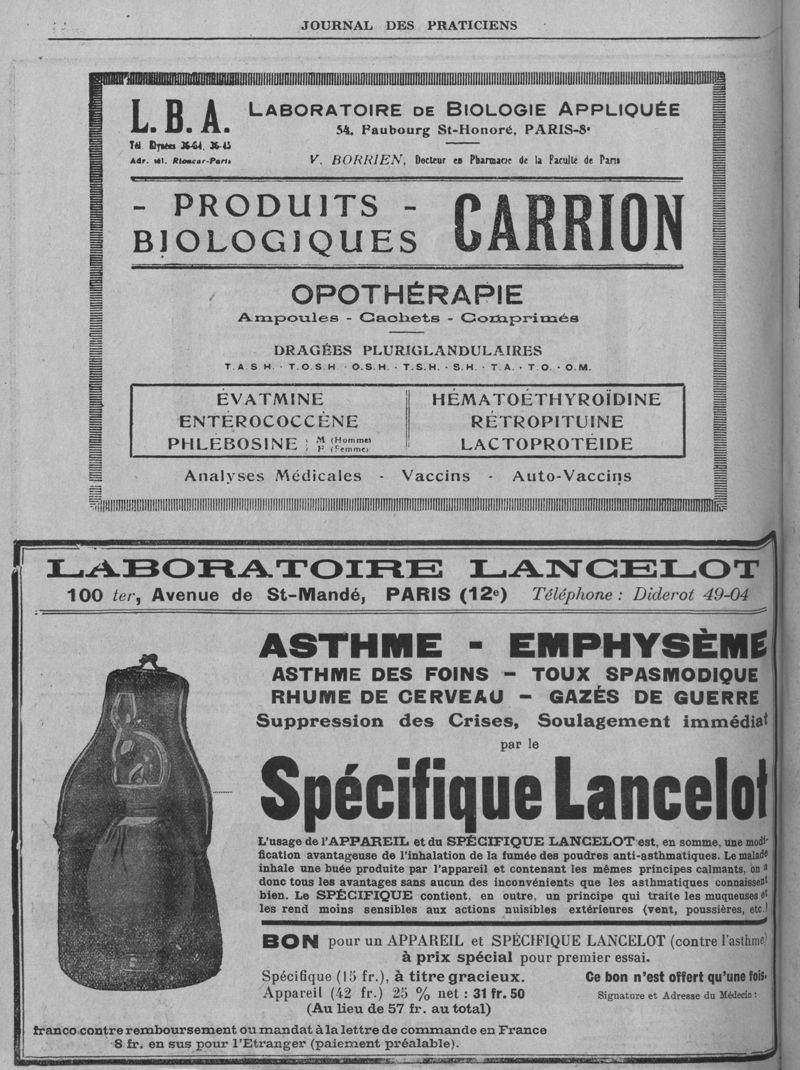 JOURNAL DES PRATICIENS
L.B.A.
Tél. Elysées 36-64, 36-45
Adr. tél. Rioncar-Paris
LABORATOIRE DE BIOLOGIE APPLIQUÉE
54, Faubourg St-Honoré, PARIS-8e
V. BORRIEN, Docteur en Pharmacie de la Faculté de Paris
- PRODUITS -
BIOLOGIQUES
CARRION
OPOTHÉRAPIE
Ampoules - Cachets - Comprimés
DRAGÉES PLURIGLANDULAIRES
T.A.S.H. - T.O.S.H - O.S.H. - T.S.H. - S.H. - T.A. - T.O. - O.M.
ÉVATMINE
ENTÉROCOCCÈNE
PHLÉBOSINE : M (Homme)
F (Femme)
HÉMATOÉTHYROÏDINE
RÉTROPITUINE
LACTOPROTÉIDE
Analyses Médicales - Vaccins - Auto-Vaccins
LABORATOIRE LANCELOT
100 ter, Avenue de St-Mandé, PARIS (12e) Téléphone : Diderot 49-04
ASTHME - EMPHYSÈME
ASTHME DES FOINS – TOUX SPASMODIQUE
RHUME DE CERVEAU – GAZÉS DE GUERRE
Suppression des Crises, Soulagement immédiat
par le
Spécifique Lancelot
L'usage de l'APPAREIL et du SPÉCIFIQUE LANCELOT est, en somme, une modi-
fication avantageuse de l'inhalation de la fumée des poudres anti-asthmatiques. Le malade
inhale une buée produite par l'appareil et contenant les mêmes principes calmants, on a
donc tous les avantages sans aucun des inconvénients que les asthmatiques connaissent
bien. Le SPÉCIFIQUE contient, en outre, un principe qui traite les muqueuses et
les rend moins sensibles aux actions nuisibles extérieures (vent, poussières, etc.)
BON pour un APPAREIL et SPÉCIFIQUE LANCELOT (contre l'asthme)
à prix spécial pour premier essai.
Spécifique (15 fr.), à titre gracieux.
Appareil (42 fr.) 25 % net : 31 fr. 50
(Au lieu de 57 fr. au total)
Ce bon n'est offert qu'une fois.
Signature et Adresse du Médecin :
franco contre remboursement ou mandat à la lettre de commande en France
8 fr. en sus pour l'Etranger (paiement préalable).